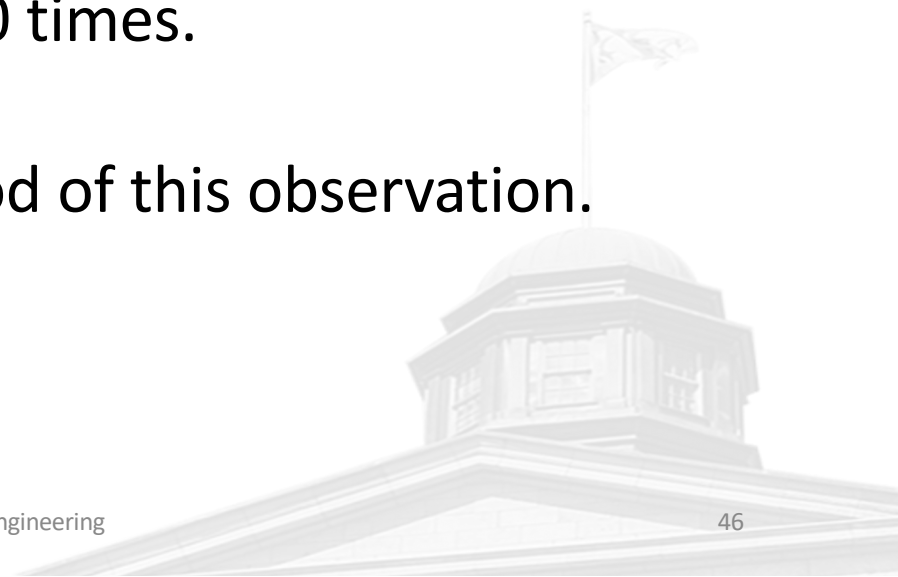 0 times.
od of this observation.
ngineering
46